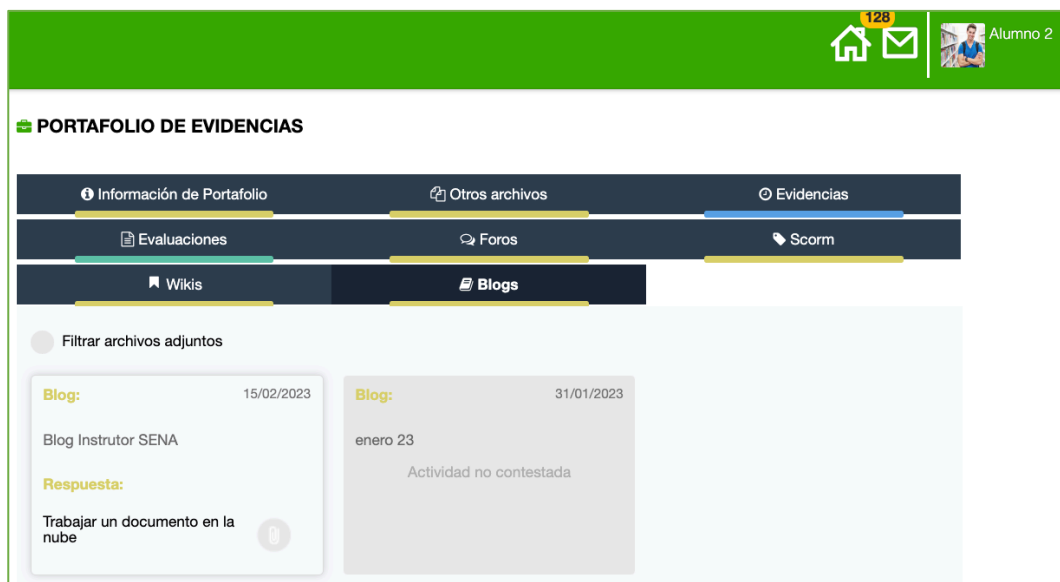 128
Alumno 2
PORTAFOLIO DE EVIDENCIAS
Información de Portafolio
Otros archivos
Evidencias
Evaluaciones
Foros
Scorm
Wikis
Blogs
Filtrar archivos adjuntos
Blog: 15/02/2023
Blog Instrutor SENA
Respuesta:
Trabajar un documento en la
nube
Blog: 31/01/2023
enero 23
Actividad no contestada